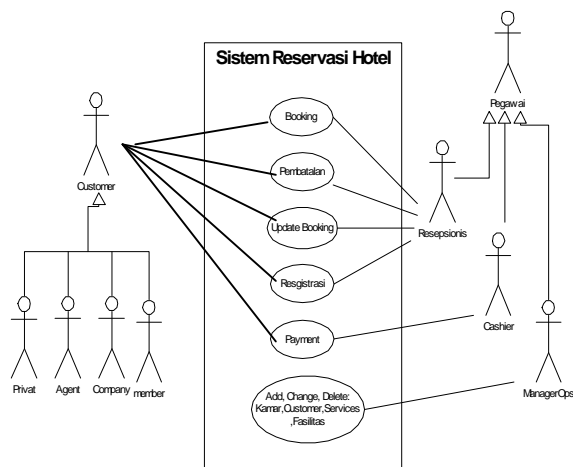 Sistem Reservasi Hotel
Pegawai
Booking
Customer
Pembatalan
Resepsionis
Update Booking
Resgistrasi
Cashier
Payment
Privat
Agent
Company
member
ManagerOps
Add, Change, Delete:
Kamar,Customer,Services
,Fasilitas